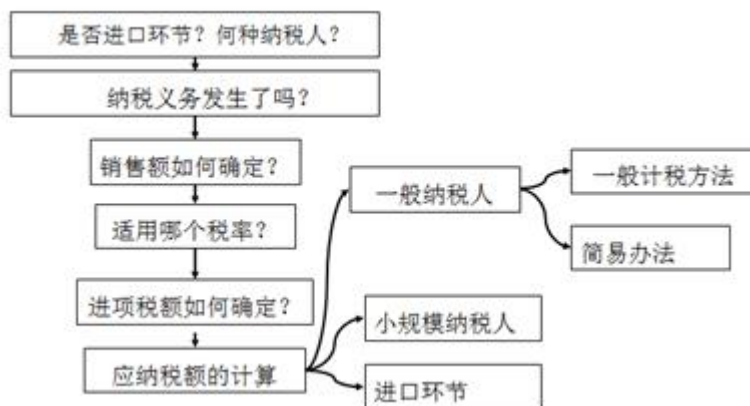 是否进口环节？何种纳税人？
纳税义务发生了吗？
销售额如何确定？
适用哪个税率？
进项税额如何确定？
应纳税额的计算
一般纳税人
一般计税方法
简易办法
小规模纳税人
进口环节